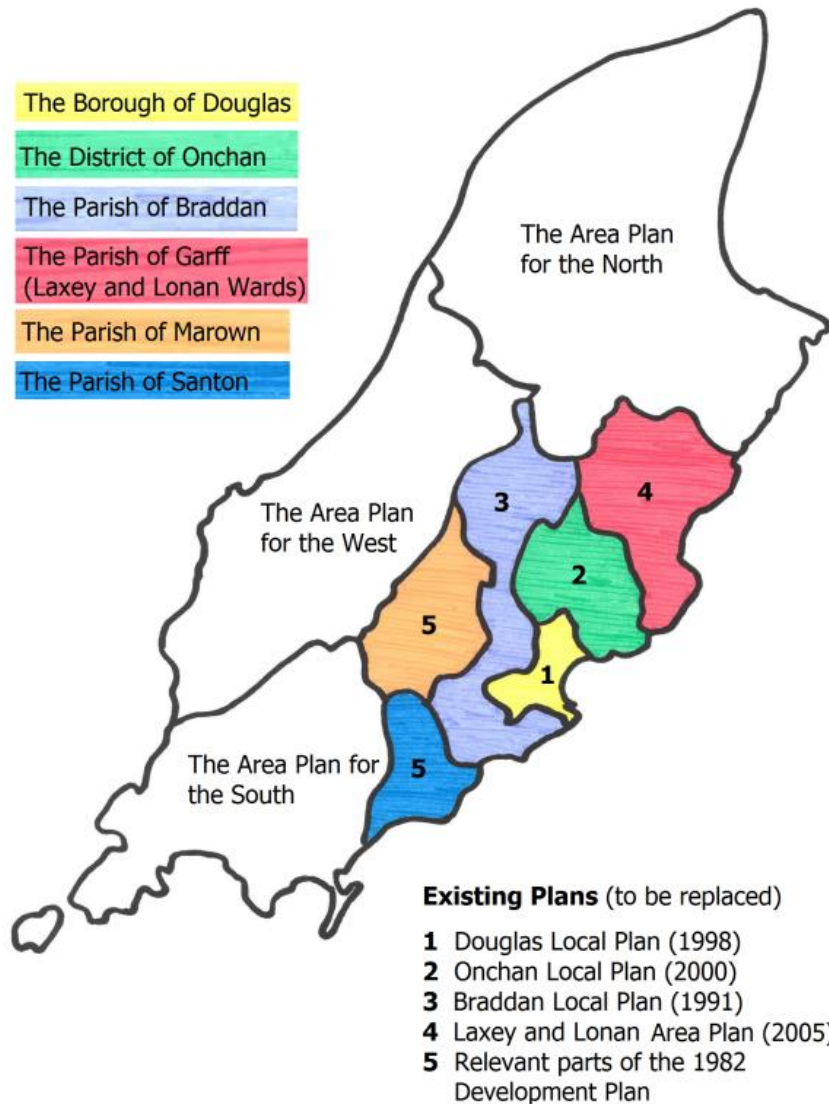 The Borough of Douglas
The District of Onchan
The Parish of Braddan
The Parish of Garff
(Laxey and Lonan Wards)
The Parish of Marown
The Parish of Santon
The Area Plan
for the North
The Area Plan
for the West
The Area Plan for
the South
3
4
2
5
1
5
Existing Plans (to be replaced)
1 Douglas Local Plan (1998)
2 Onchan Local Plan (2000)
3 Braddan Local Plan (1991)
4 Laxey and Lonan Area Plan (2005)
5 Relevant parts of the 1982
Development Plan